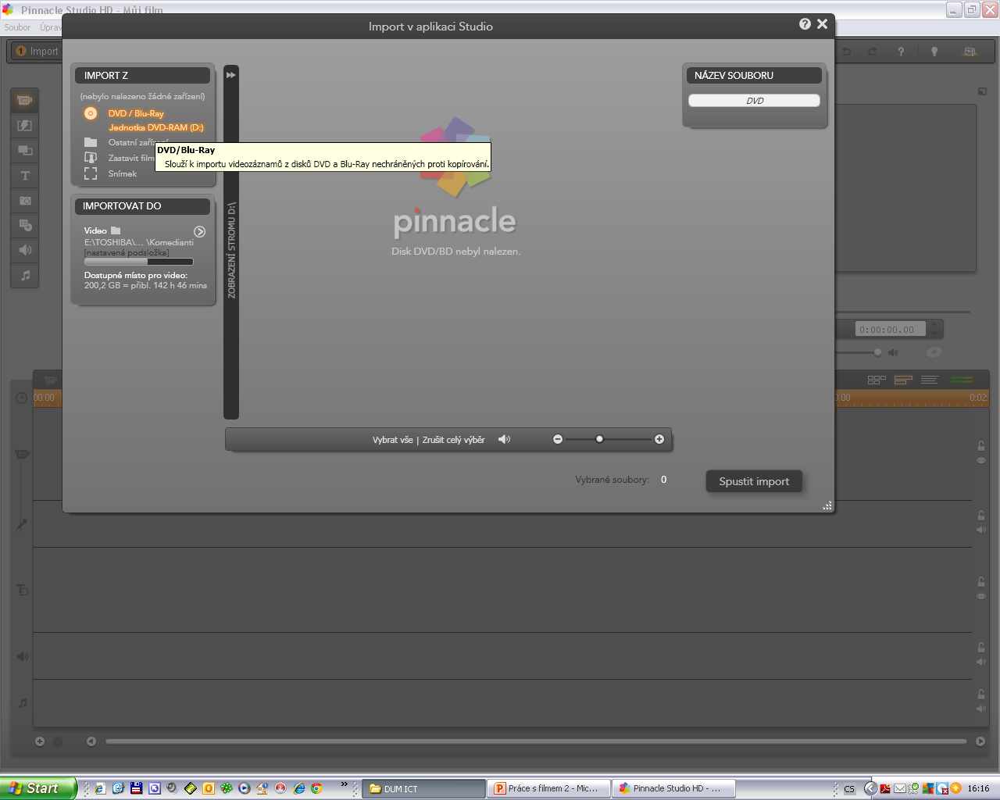 Pinnacle Studio HD - Můj film
Soubor Úprav
Import v aplikaci Studio
1 Import
IMPORT Z
(nebylo nalezeno žádné zařízení)
DVD / Blu-Ray
Jednotka DVD-RAM (D:)
Ostatní zařízení
Zastavit film
Snímek
DVD/Blu-Ray
Slouží k importu videozáznamů z disků DVD a Blu-Ray nechráněných proti kopírování.
IMPORTOVAT DO
Video
E:\TOSHIBA\... \Komedianti
[nastavená podsložka]
Dostupné místo pro video:
200,2 GB = přibl. 142 h 46 mins
ZOBRAZENÍ STROMU D:\
pinnacle
Disk DVD/BD nebyl nalezen.
NÁZEV SOUBORU
DVD
0:00:00.00
00.00
0.00
0:02:
Vybrat vše | Zrušit celý výběr
Vybrané soubory: 0
Spustit import
Start
DUM ICT
Práce s filmem 2 - Mic...
Pinnacle Studio HD - ...
CS
16:16